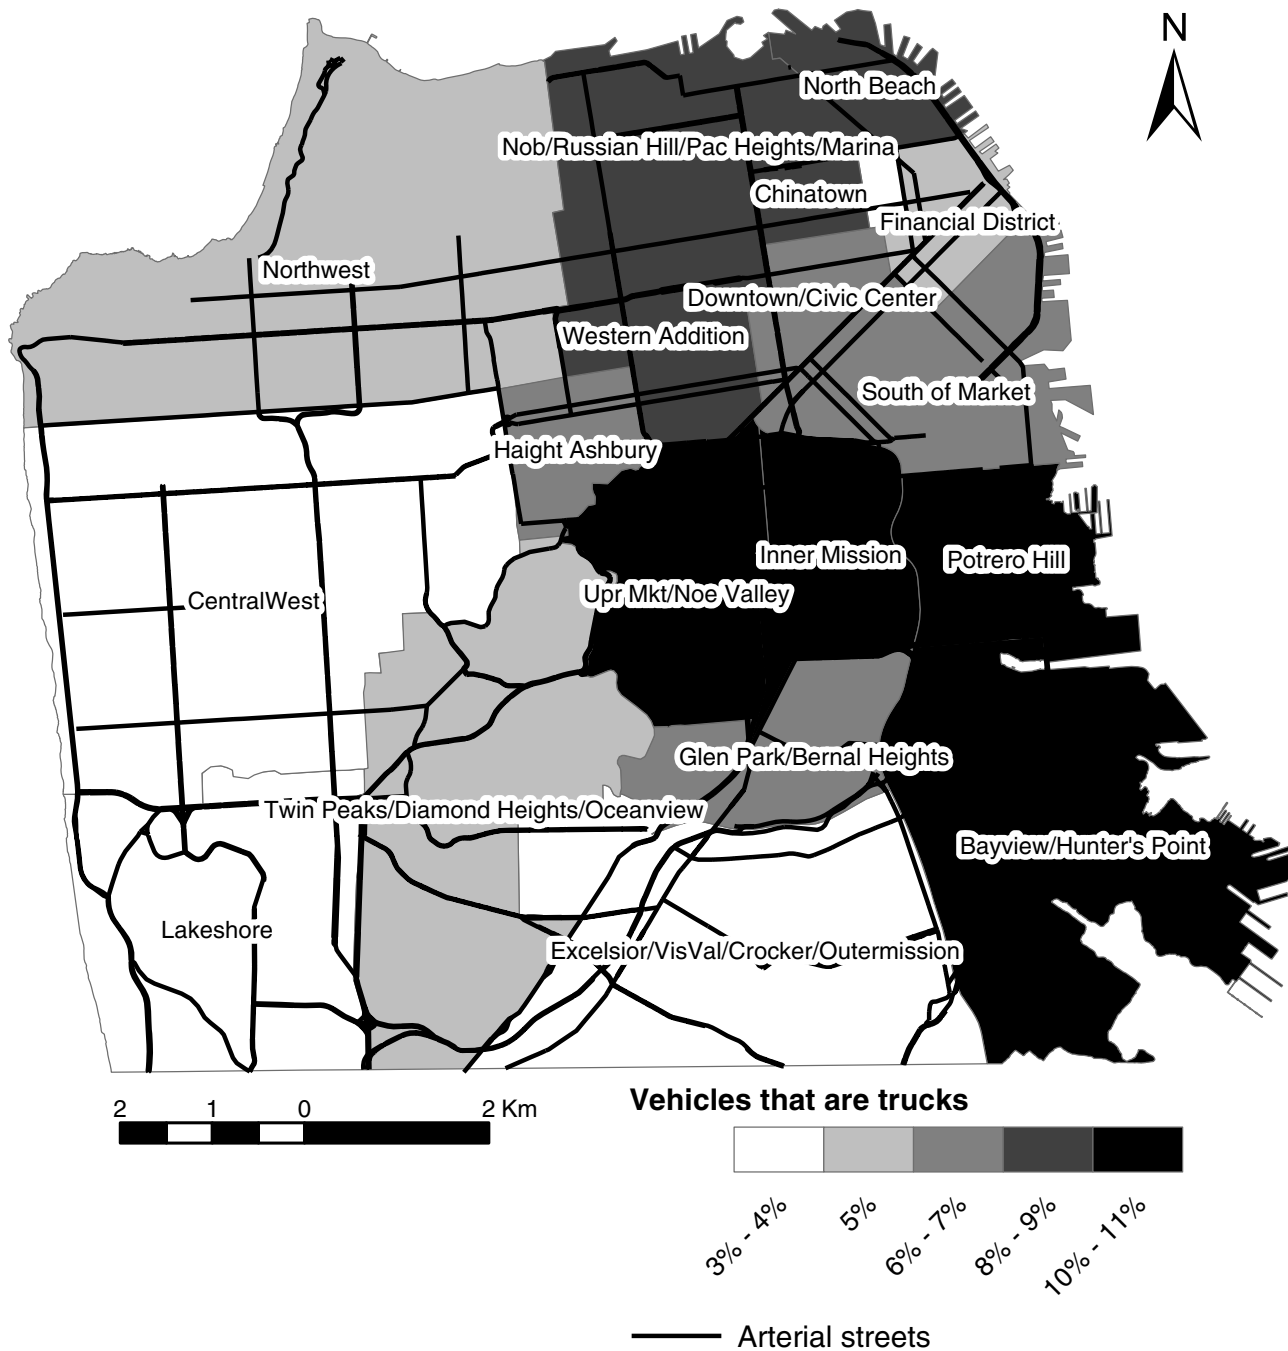 N
North Beach
Nob/Russian Hill/Pac Heights/Marina
Chinatown
Financial District
Northwest
Downtown/Civic Center
Western Addition
South of Market
Haight Ashbury
Inner Mission
Potrero Hill
Upr Mkt/Noe Valley
CentralWest
Glen Park/Bernal Heights
Twin Peaks/Diamond Heights/Oceanview
Bayview/Hunter's Point
Lakeshore
Excelsior/VisVal/Crocker/Outermission
2 1 0 2 Km
Vehicles that are trucks
3% - 4%
5%
6% - 7%
8% - 9%
10% - 11%
Arterial streets